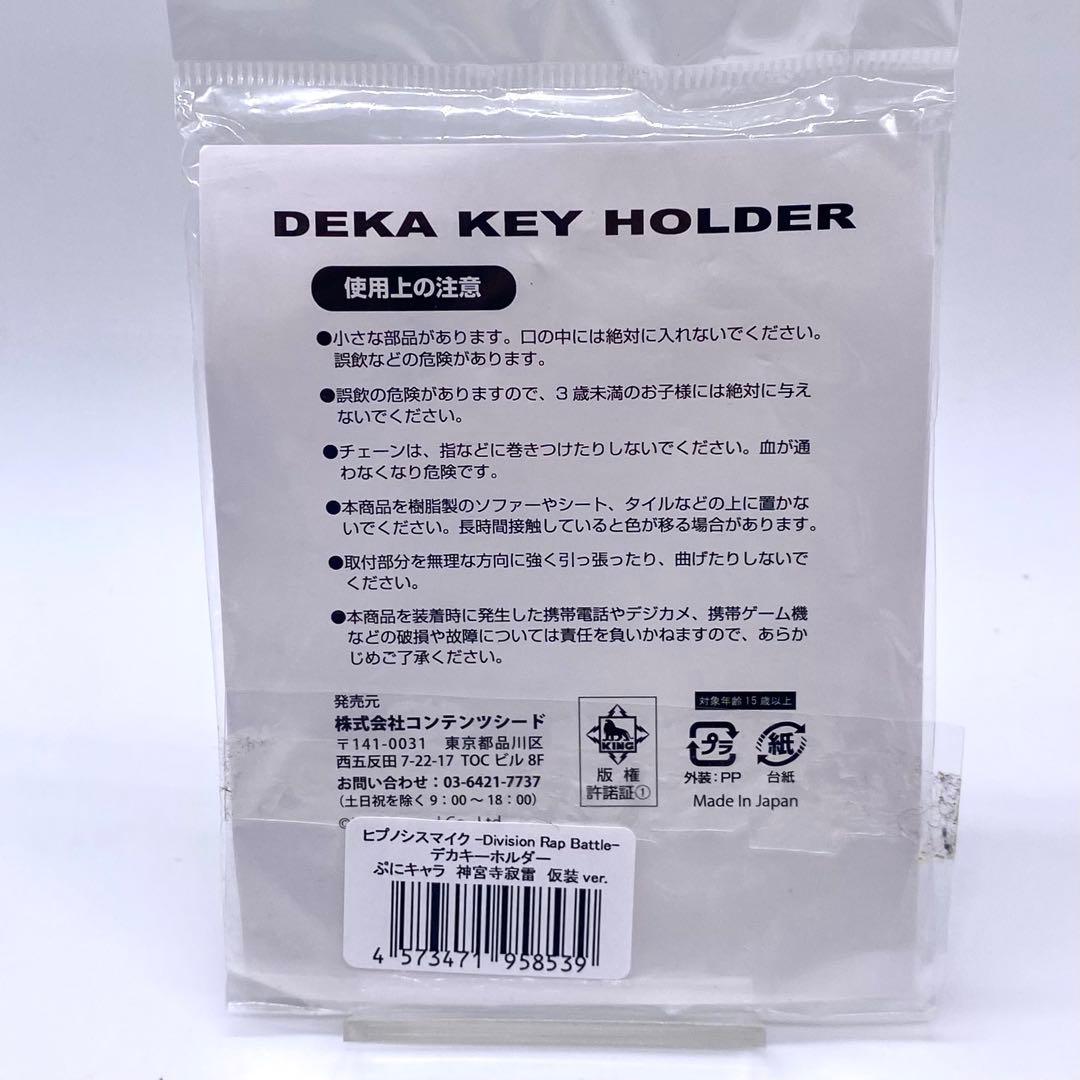 DEKA KEY HOLDER
使用上の注意
●小さな部品があります。口の中には絶対に入れないでください。
誤飲などの危険があります。
●誤飲の危険がありますので、3歳未満のお子様には絶対に与え
ないでください。
●チェーンは、指などに巻きつけたりしないでください。血が通
わなくなり危険です。
●本商品を樹脂製のソファーやシート、タイルなどの上に置かな
いでください。長時間接触していると色が移る場合があります。
●取付部分を無理な方向に強く引っ張ったり、曲げたりしないで
ください。
●本商品を装着時に発生した携帯電話やデジカメ、携帯ゲーム機
などの破損や故障については責任を負いかねますので、あらか
じめご了承ください。
発売元
株式会社コンテンツシード
〒141-0031 東京都品川区
西五反田 7-22-17 TOC ビル 8F
お問い合わせ：03-6421-7737
（土日祝を除く 9：00 〜 18：00）
©
KING
版権
許諾証①
対象年齢 15 歳以上
プラ
紙
外装：PP
台紙
Made In Japan
ヒプノシスマイク -Division Rap Battle-
デカキーホルダー
ぷにキャラ 神宮寺寂雷 仮装 ver.
4 573471 958539